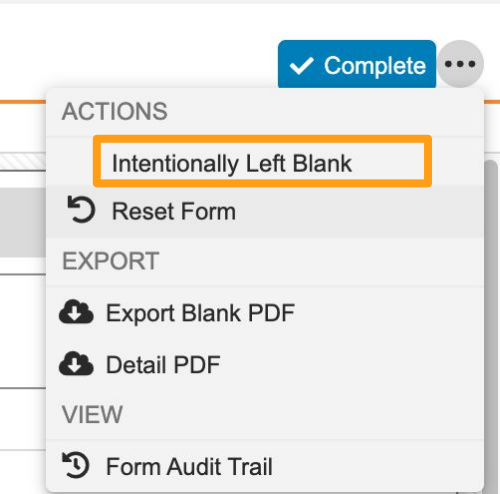 Complete
ACTIONS
Intentionally Left Blank
Reset Form
EXPORT
Export Blank PDF
Detail PDF
VIEW
Form Audit Trail